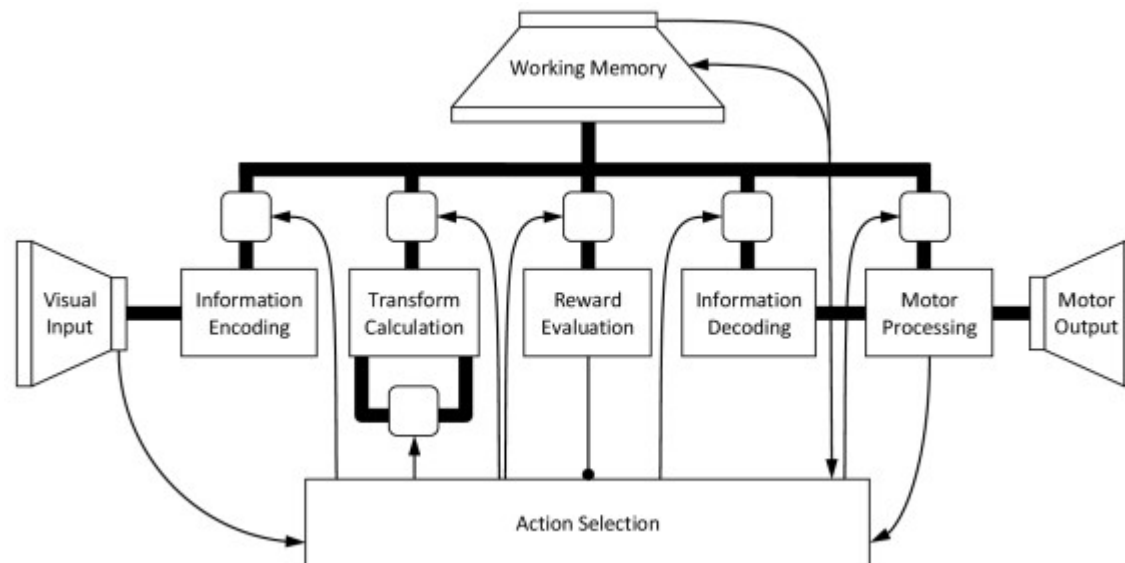 Working Memory
Visual
Input
Information
Encoding
Transform
Calculation
Reward
Evaluation
Information
Decoding
Motor
Processing
Motor
Output
Action Selection